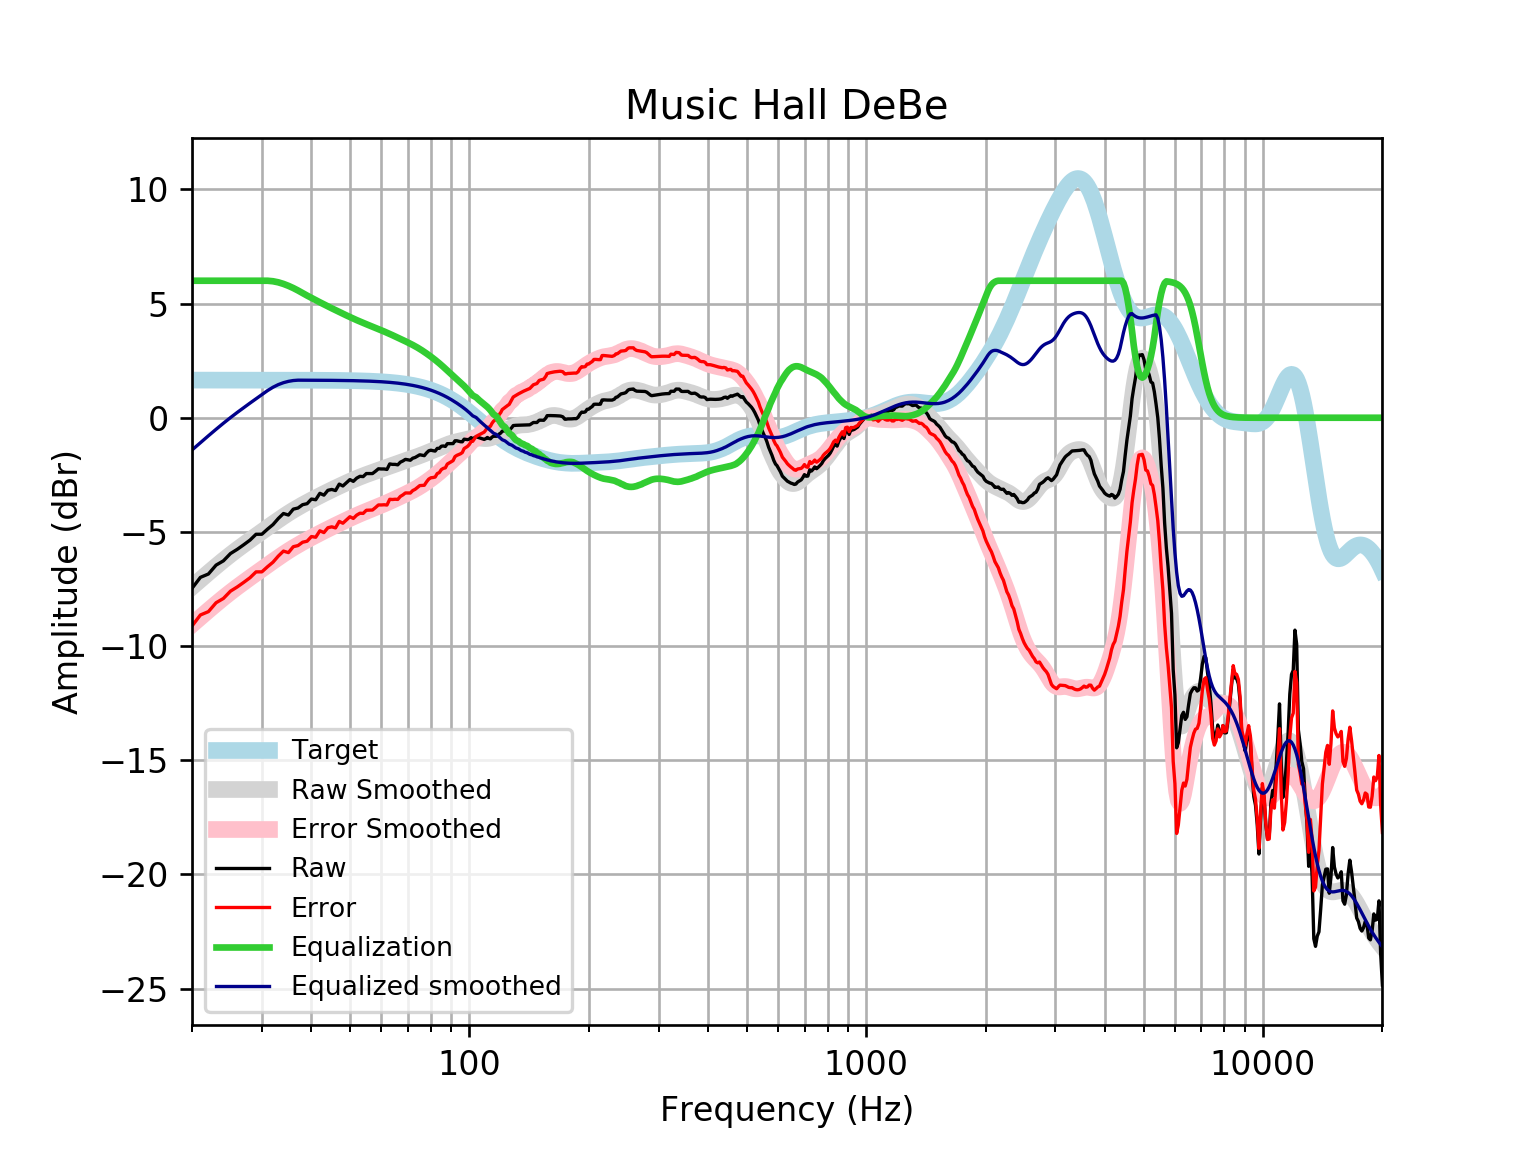 Music Hall DeBe
10
5
0
−5
−10
−15
−20
−25
Amplitude (dBr)
Target
Raw Smoothed
Error Smoothed
Raw
Error
Equalization
Equalized smoothed
100
1000
10000
Frequency (Hz)